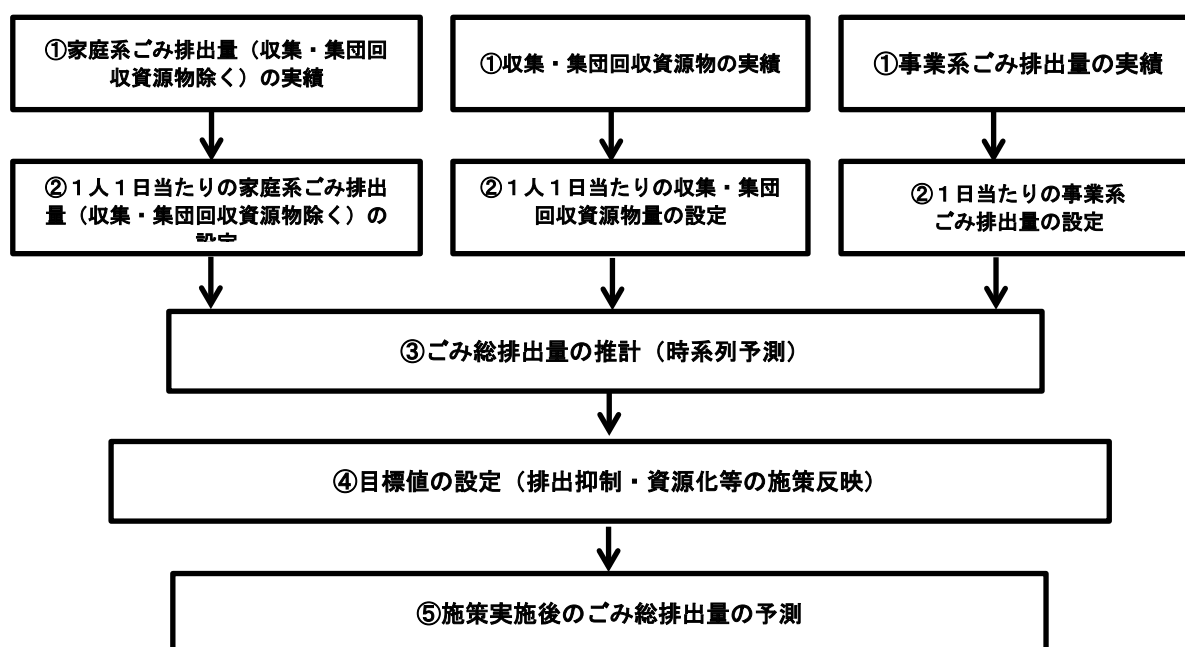 ①家庭系ごみ排出量（収集・集団回
収資源物除く）の実績
①収集・集団回収資源物の実績
①事業系ごみ排出量の実績
②１人１日当たりの家庭系ごみ排出
量（収集・集団回収資源物除く）の
②１人１日当たりの収集・集団
回収資源物量の設定
②１日当たりの事業系
ごみ排出量の設定
③ごみ総排出量の推計（時系列予測）
④目標値の設定（排出抑制・資源化等の施策反映）
⑤施策実施後のごみ総排出量の予測